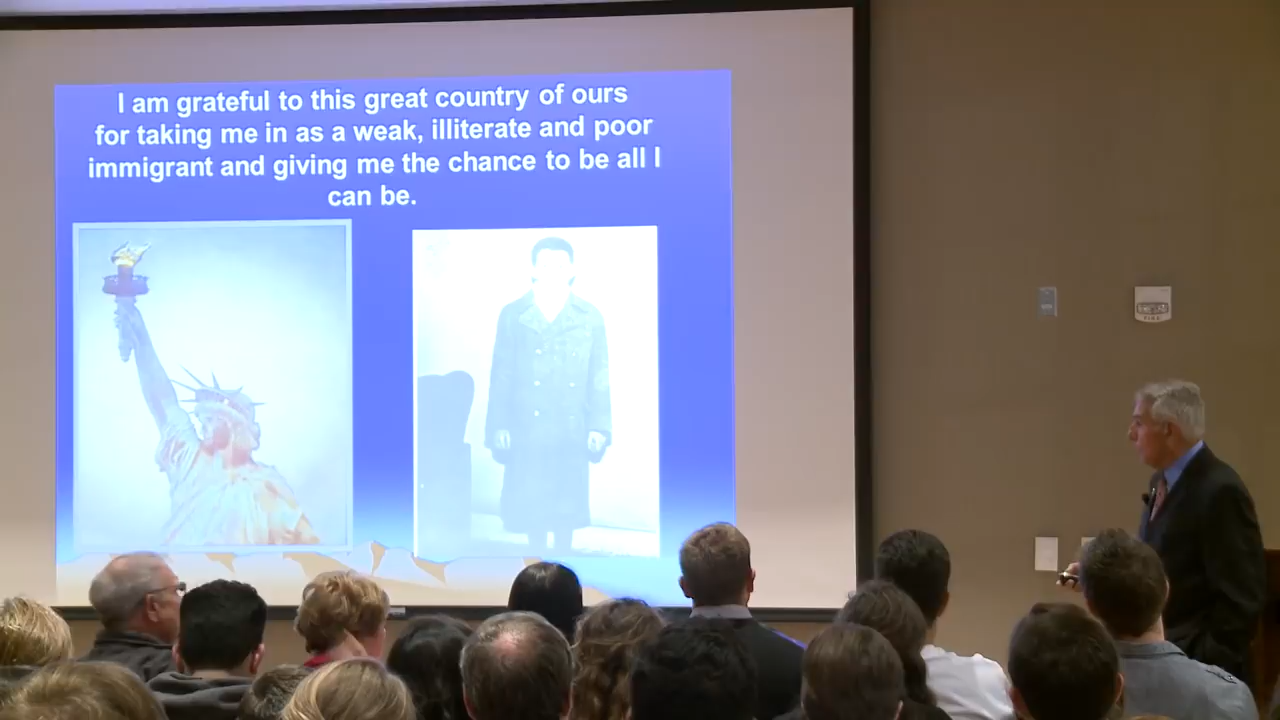 I am grateful to this great country of ours
for taking me in as a weak, illiterate and poor
immigrant and giving me the chance to be all I
can be.